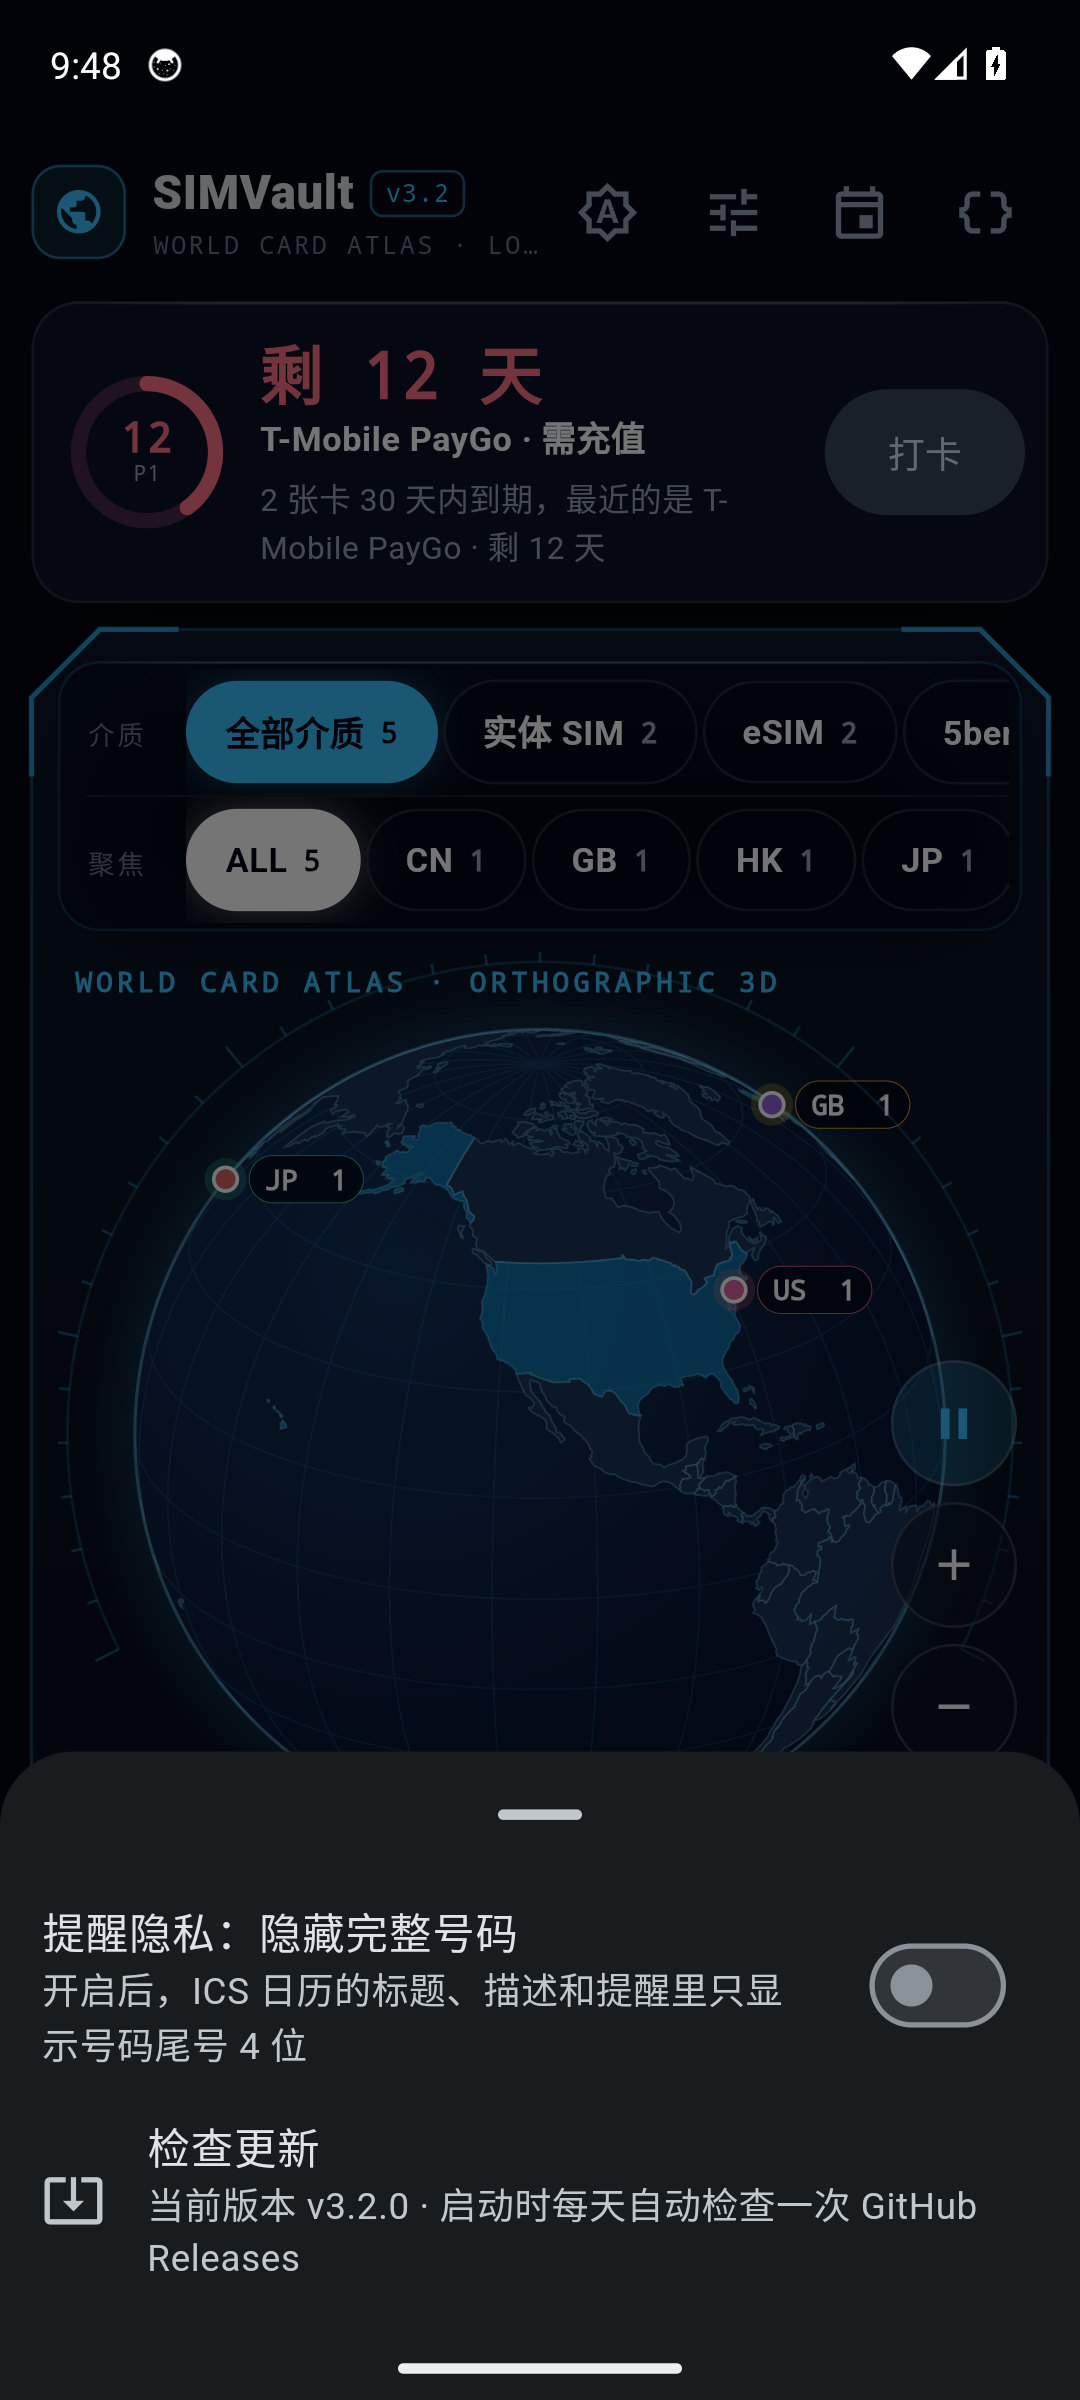 9:48
SIMVault v3.2
WORLD CARD ATLAS · LO…
A
剩 12 天
12
P1
T-Mobile PayGo · 需充值
2 张卡 30 天内到期，最近的是 T-
Mobile PayGo · 剩 12 天
打卡
介质 全部介质 5 实体 SIM 2 eSIM 2 5ber
聚焦 ALL 5 CN 1 GB 1 HK 1 JP 1
WORLD CARD ATLAS · ORTHOGRAPHIC 3D
GB 1
JP 1
US 1
提醒隐私：隐藏完整号码
开启后，ICS 日历的标题、描述和提醒里只显
示号码尾号 4 位
检查更新
当前版本 v3.2.0 · 启动时每天自动检查一次 GitHub
Releases